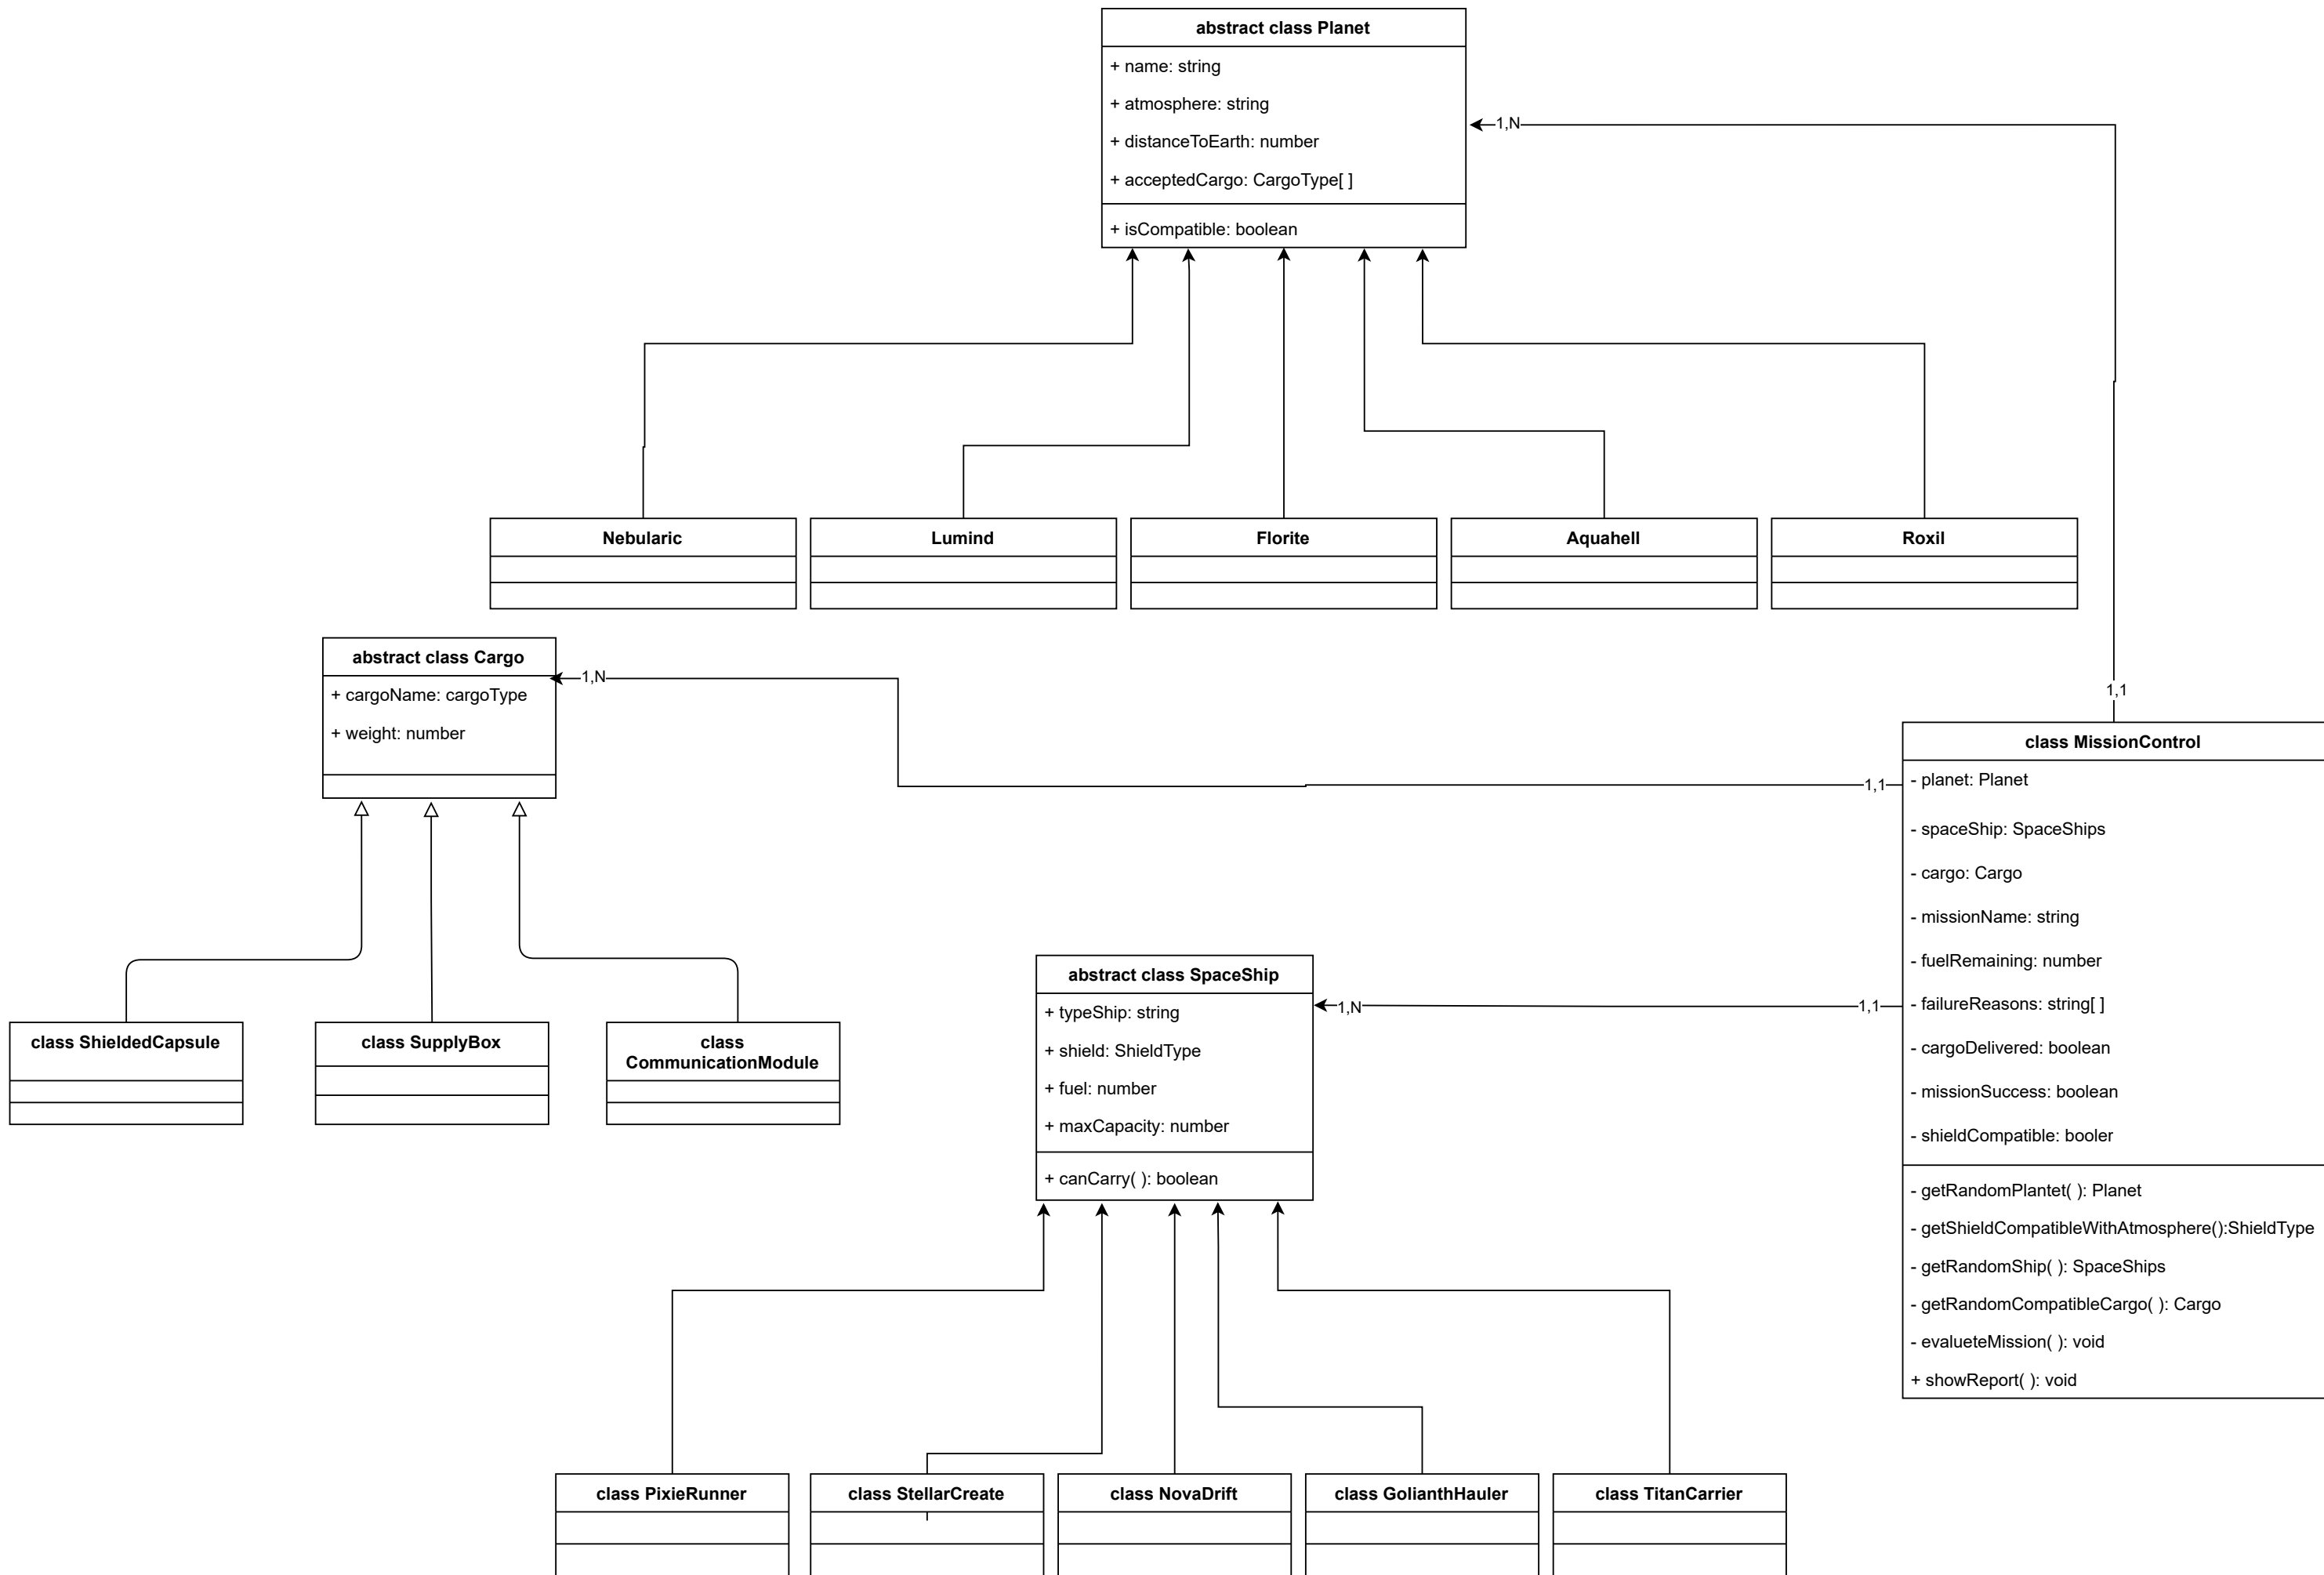 abstract class Planet
+ name: string
+ atmosphere: string
+ distanceToEarth: number
+ acceptedCargo: CargoType[ ]
+ isCompatible: boolean
1,N
Nebularic
Lumind
Florite
Aquahell
Roxil
abstract class Cargo
+ cargoName: cargoType
+ weight: number
1,N
1,1
class MissionControl
- planet: Planet
- spaceShip: SpaceShips
- cargo: Cargo
- missionName: string
- fuelRemaining: number
- failureReasons: string[ ]
- cargoDelivered: boolean
- missionSuccess: boolean
- shieldCompatible: booler
- getRandomPlantet( ): Planet
- getShieldCompatibleWithAtmosphere():ShieldType
- getRandomShip( ): SpaceShips
- getRandomCompatibleCargo( ): Cargo
- evalueteMission( ): void
+ showReport( ): void
1,1
1,1
class ShieldedCapsule
class SupplyBox
class
CommunicationModule
abstract class SpaceShip
+ typeShip: string
+ shield: ShieldType
+ fuel: number
+ maxCapacity: number
+ canCarry( ): boolean
1,N
class PixieRunner
class StellarCreate
class NovaDrift
class GolianthHauler
class TitanCarrier